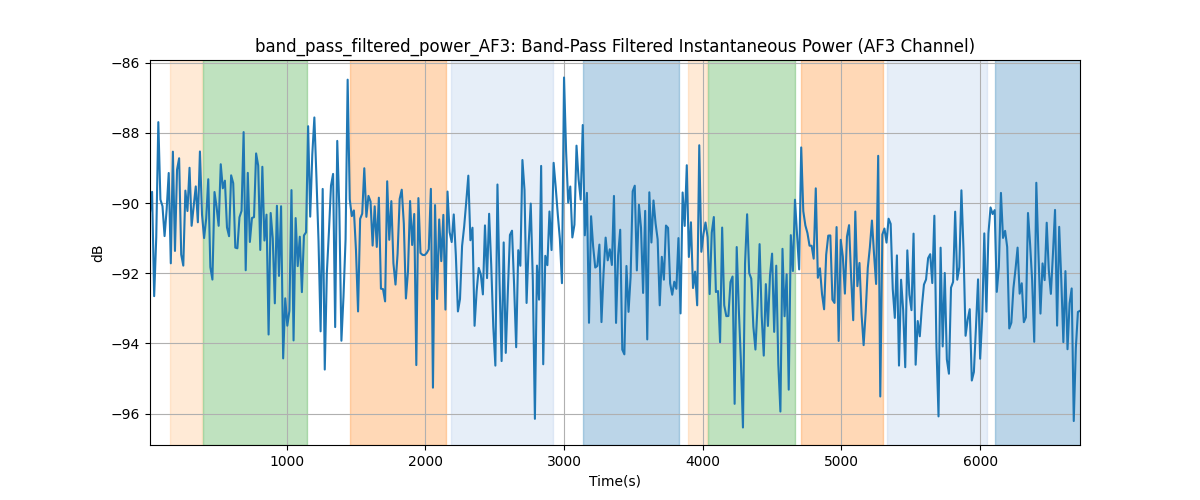 band_pass_filtered_power_AF3: Band-Pass Filtered Instantaneous Power (AF3 Channel)
−86
−88
−90
−92
−94
−96
dB
1000 2000 3000 4000 5000 6000
Time(s)